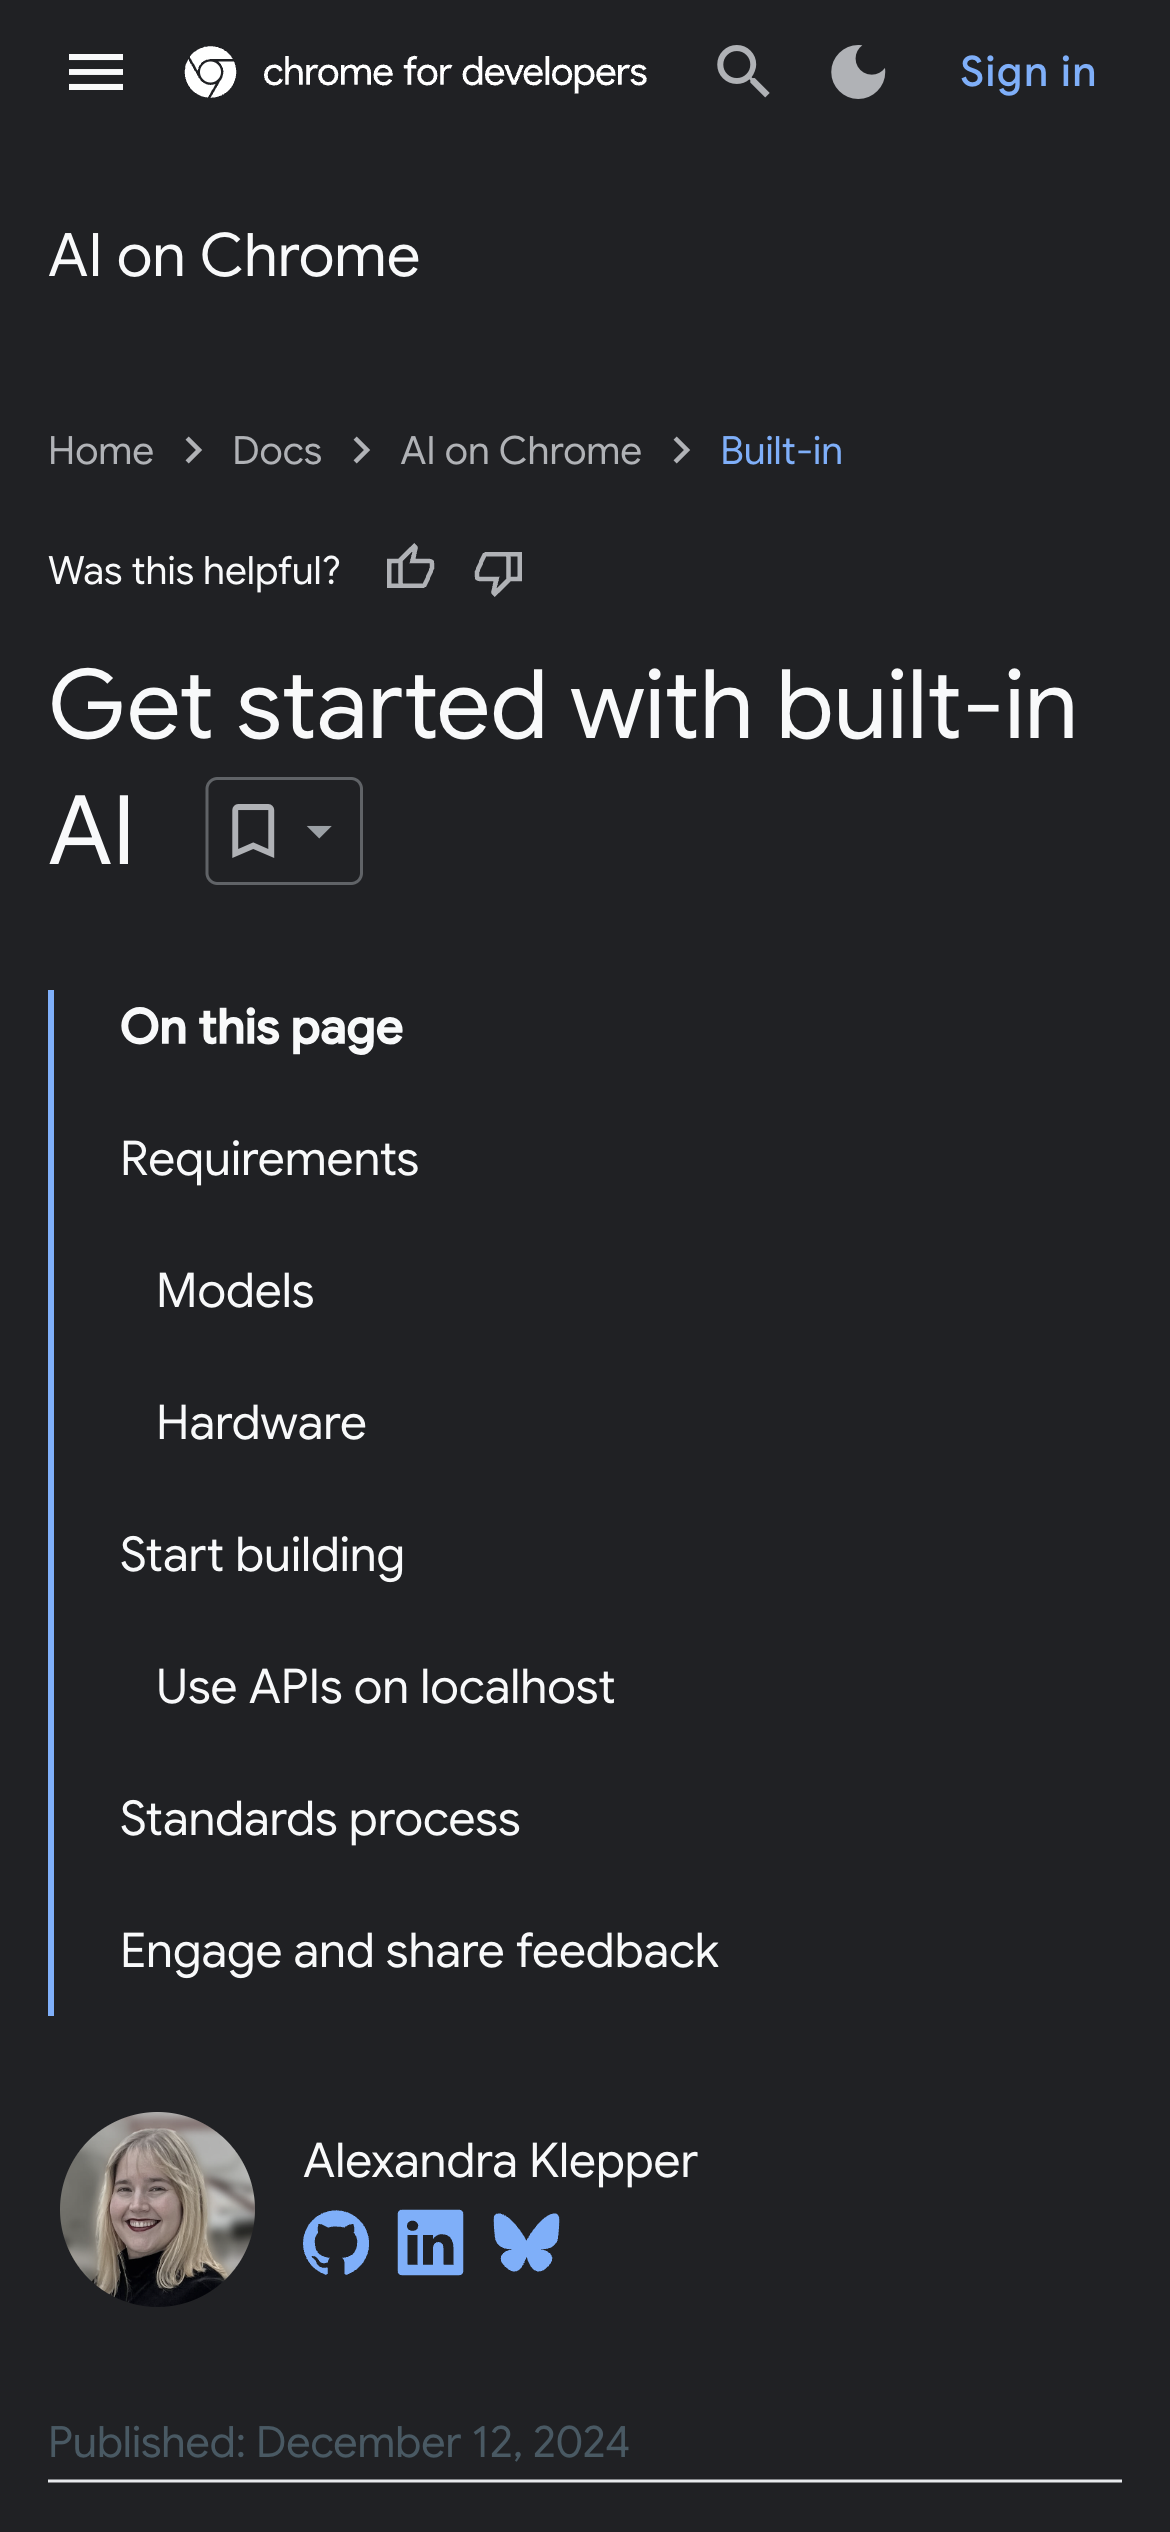 chrome for developers
Sign in
AI on Chrome
Home > Docs > AI on Chrome > Built-in
Was this helpful?
Get started with built-in
AI
On this page
Requirements
Models
Hardware
Start building
Use APIs on localhost
Standards process
Engage and share feedback
Alexandra Klepper
in
Published: December 12, 2024